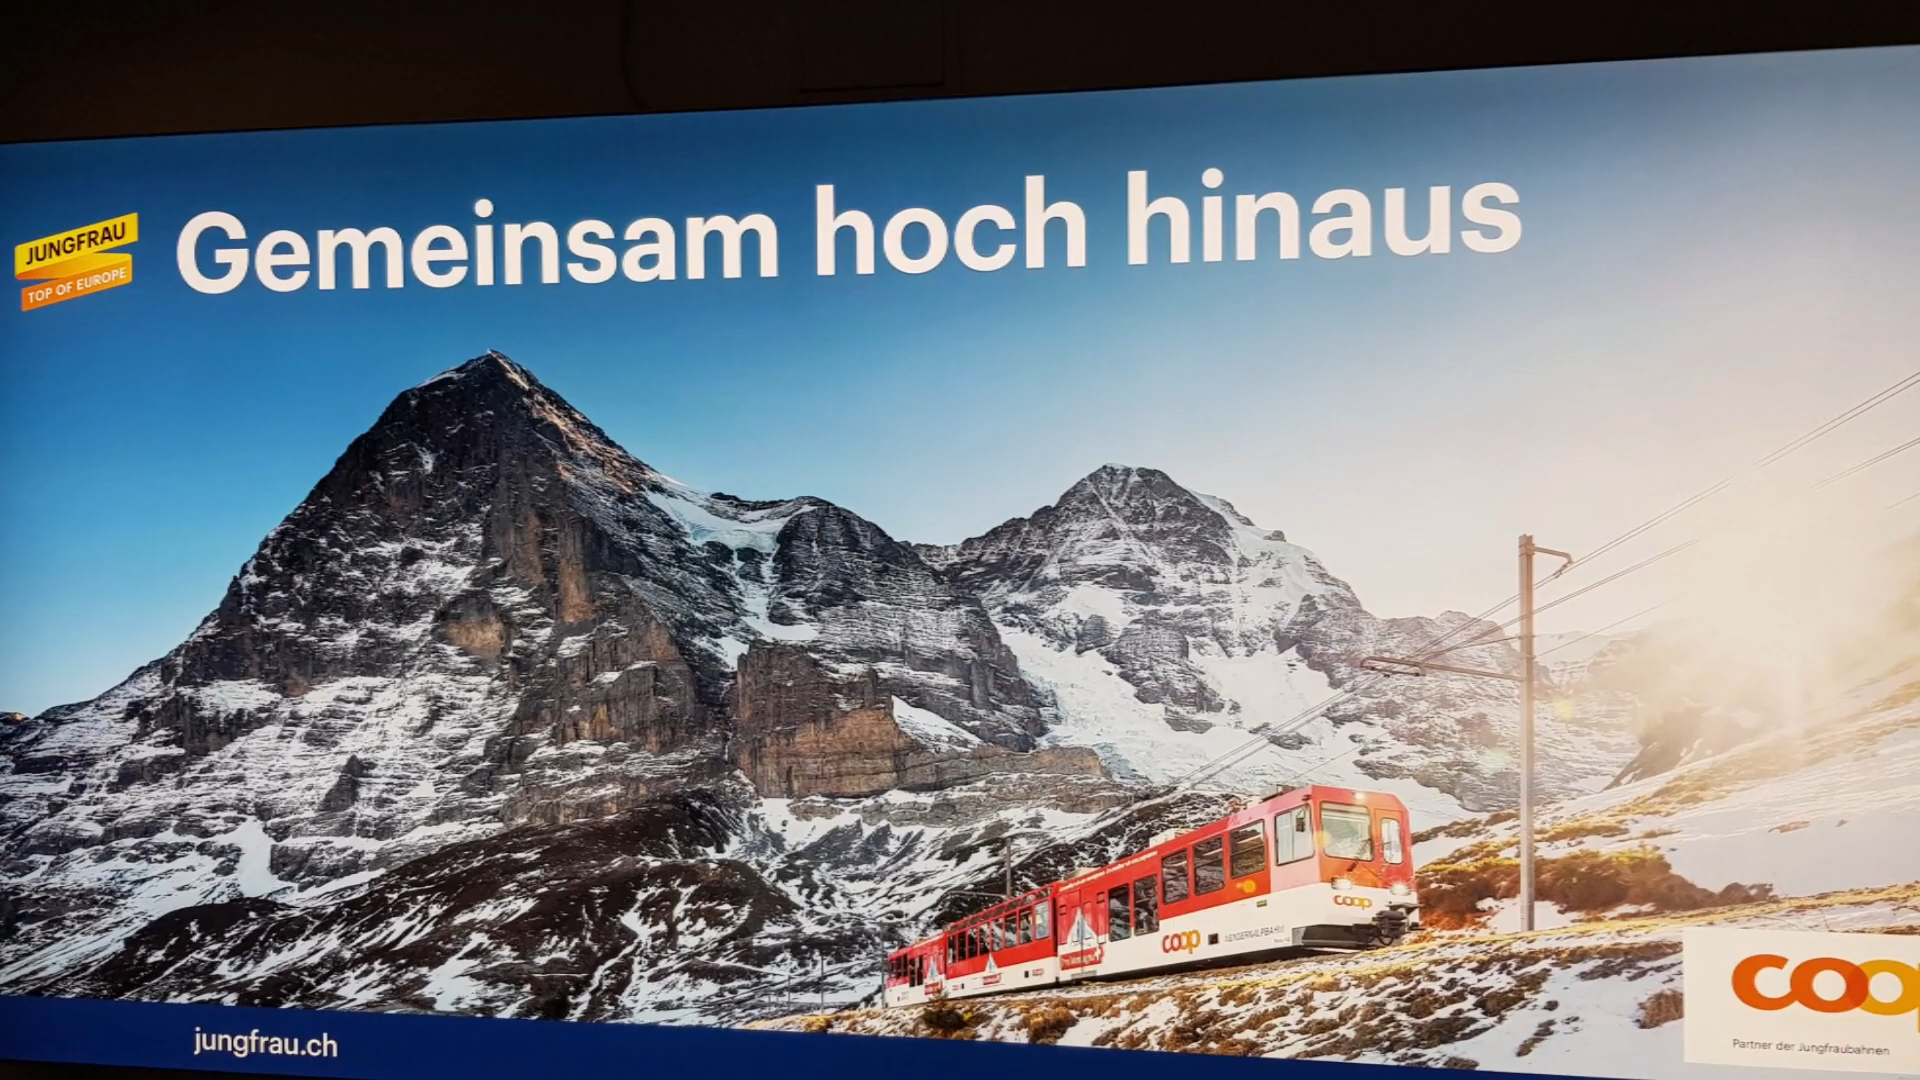 JUNGFRAU
TOP OF EUROPE
Gemeinsam hoch hinaus
coop
coop
jungfrau.ch
coop
Partner der Jungfraubahnen